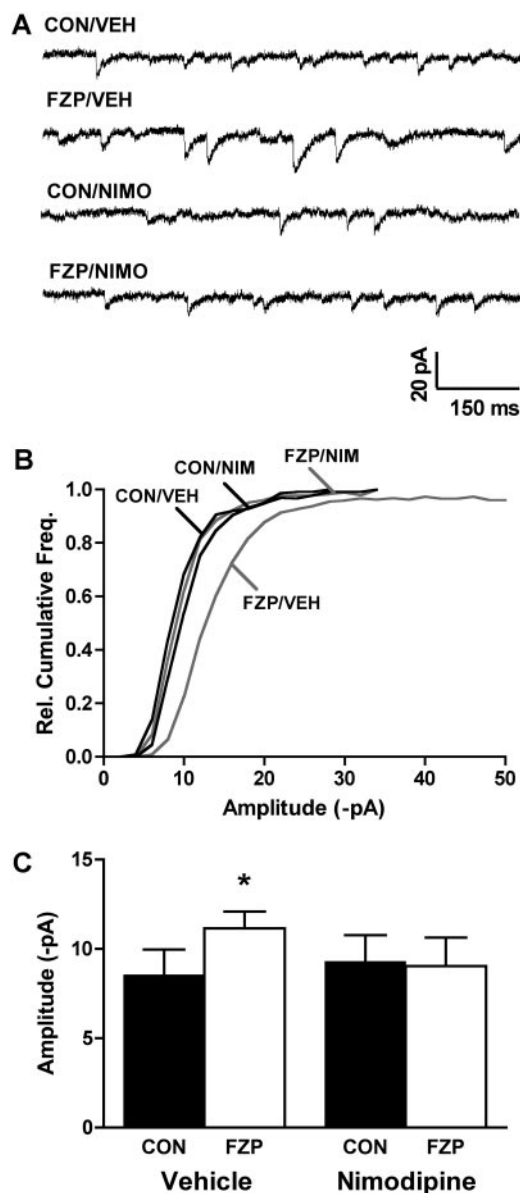 A
CON/VEH
FZP/VEH
CON/NIMO
FZP/NIMO
20 pA
150 ms
B
CON/NIM
FZP/NIM
CON/VEH
FZP/VEH
Rel. Cumulative Freq.
1.0
0.8
0.6
0.4
0.2
0.0
0 10 20 30 40 50
Amplitude (-pA)
C
Amplitude (-pA)
15
10
5
0
*
CON FZP CON FZP
Vehicle Nimodipine